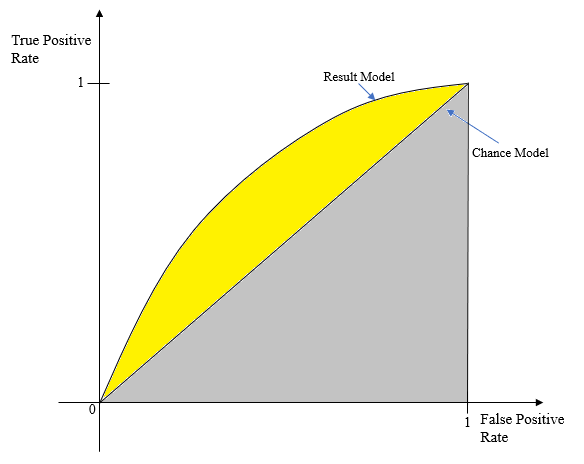 True Positive
Rate
1
Result Model
Chance Model
0
1
False Positive
Rate